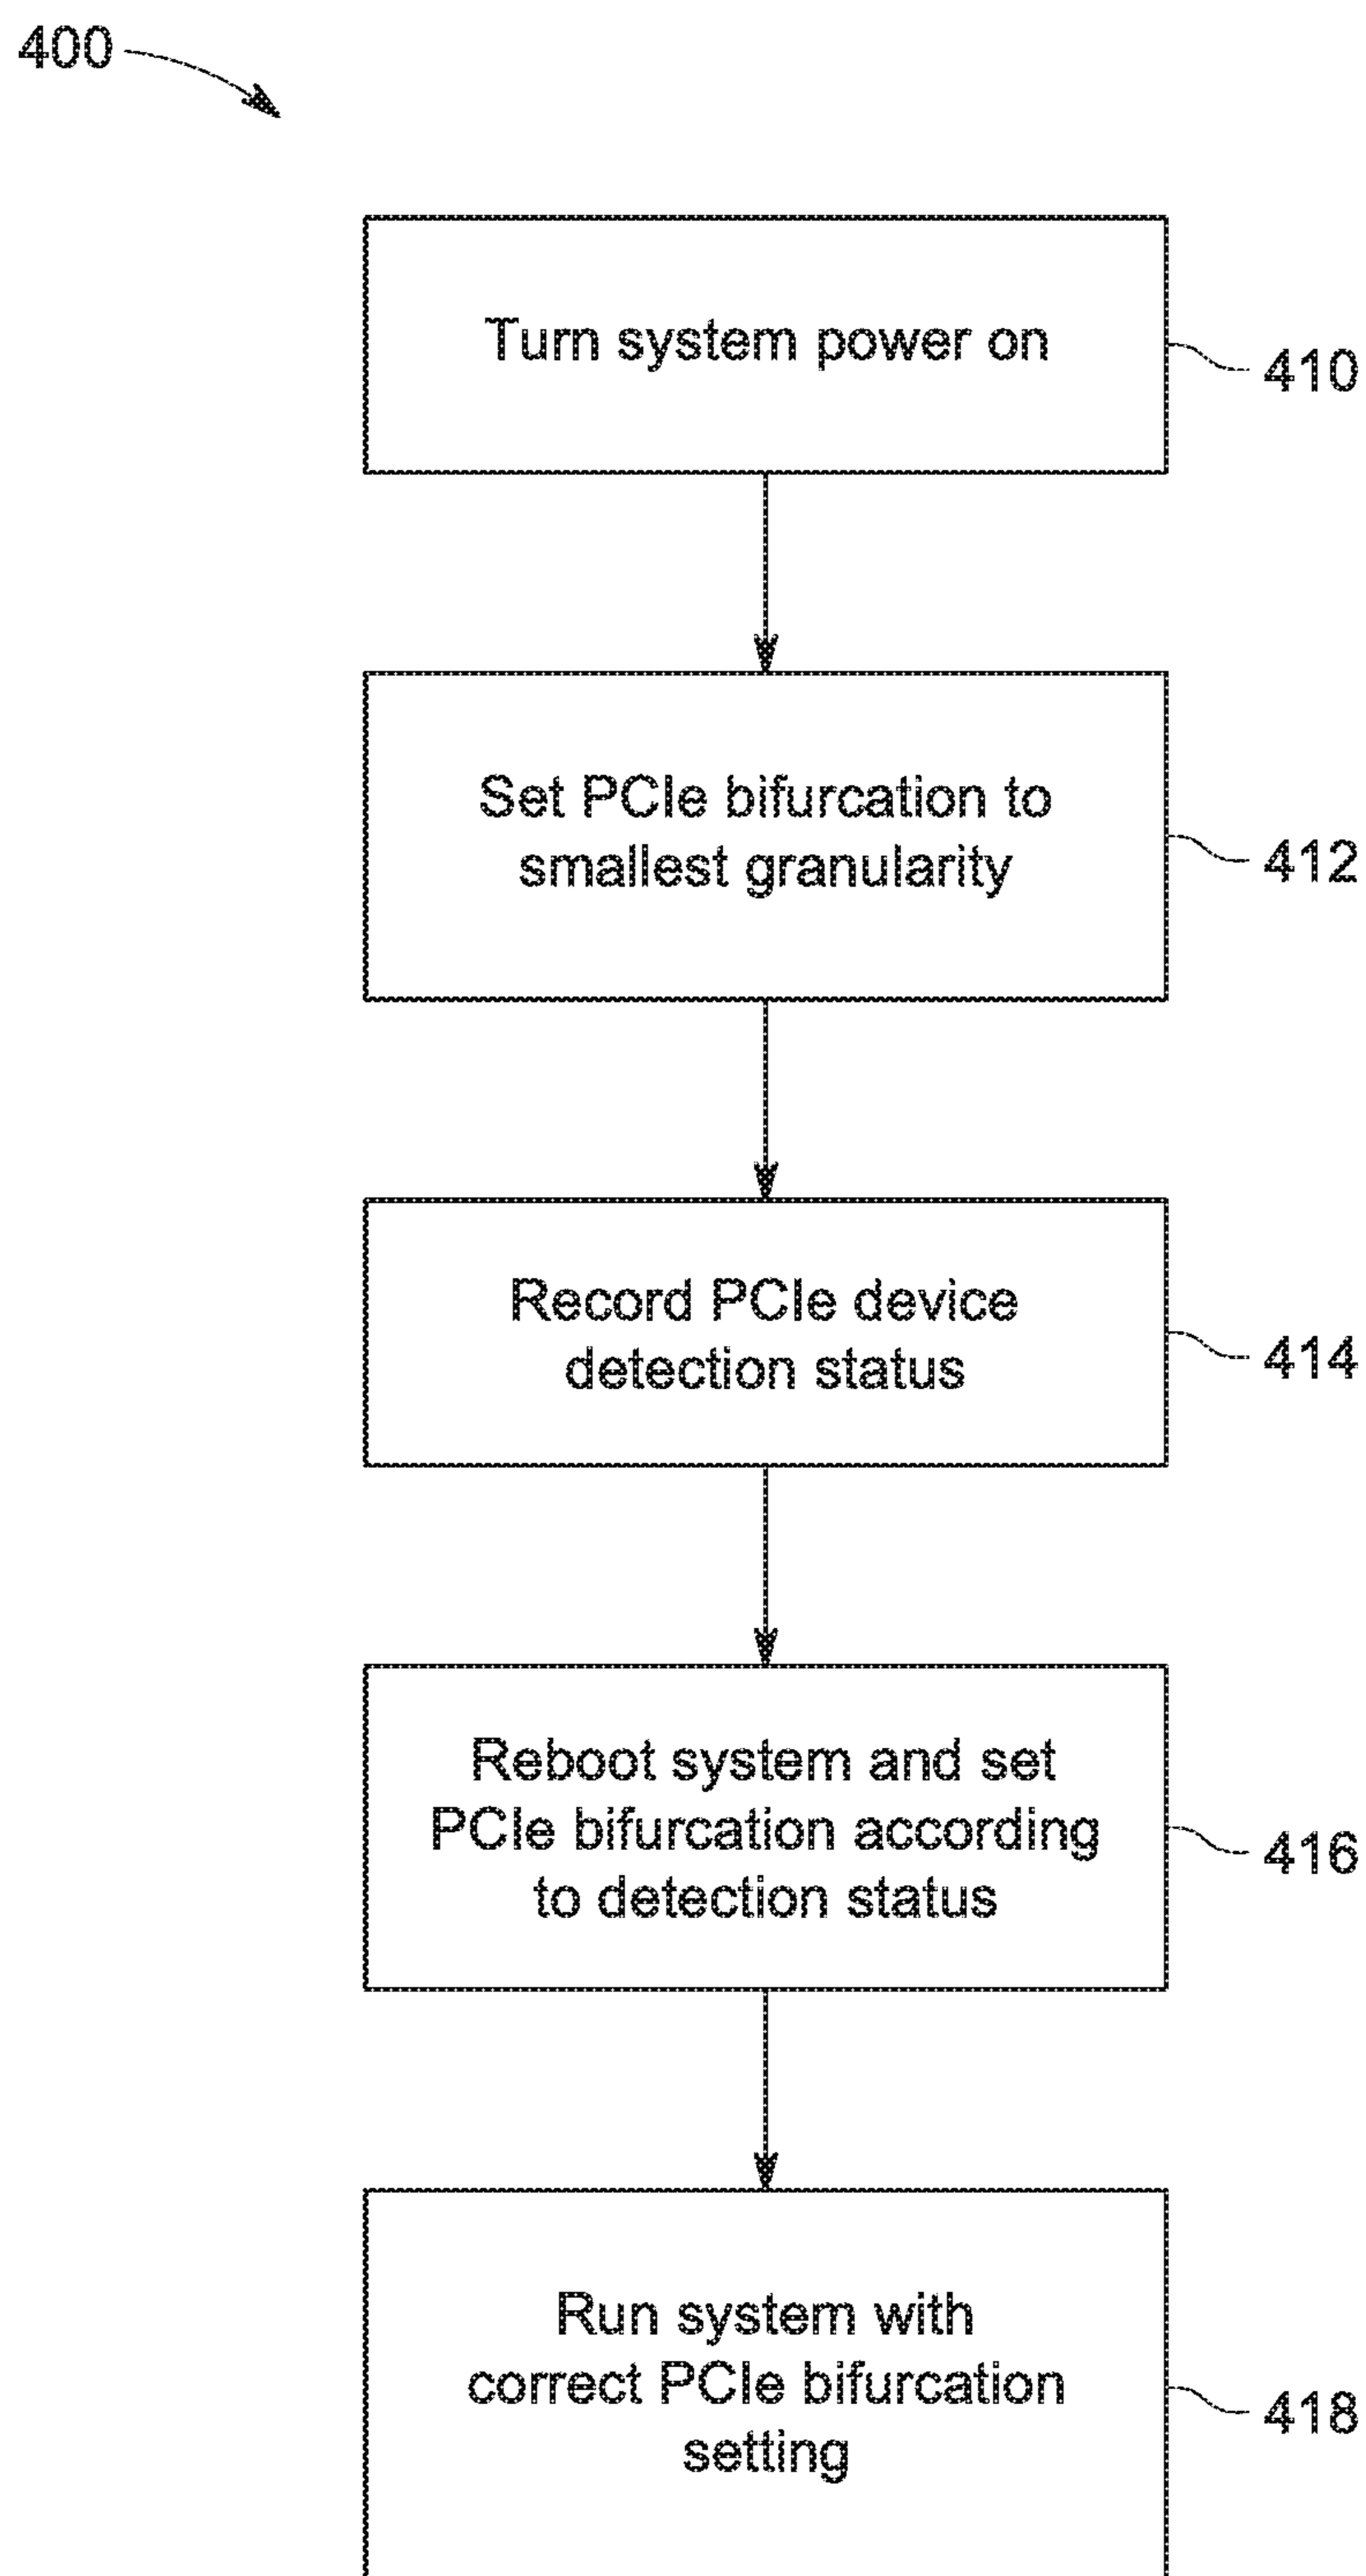 400
Turn system power on
410
Set PCIe bifurcation to
smallest granularity
412
Record PCIe device
detection status
414
Reboot system and set
PCIe bifurcation according
to detection status
416
Run system with
correct PCIe bifurcation
setting
418